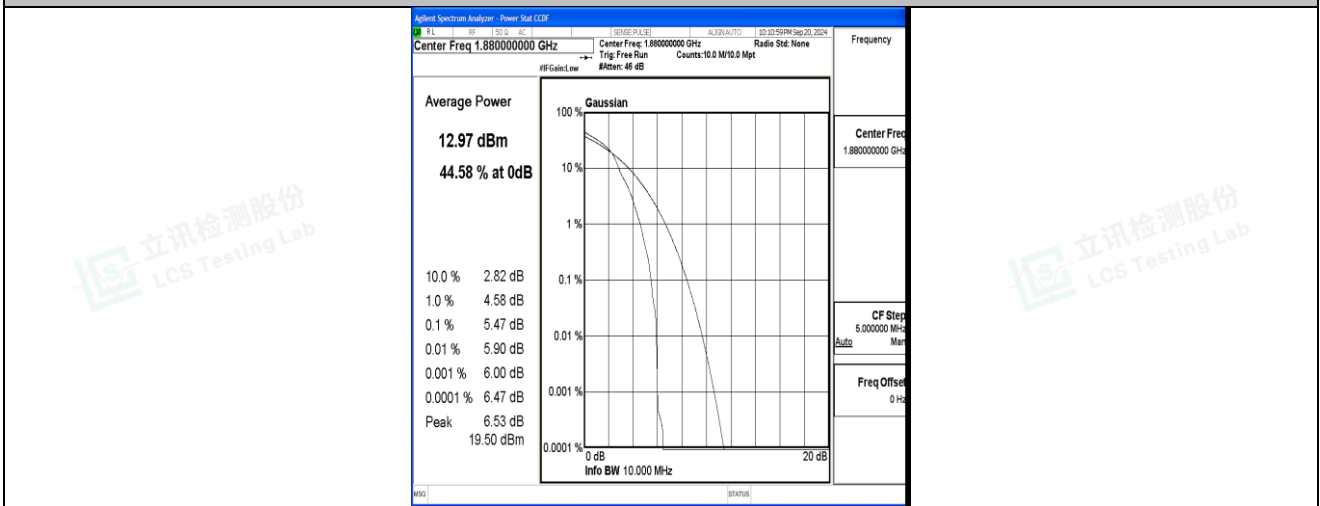 Agilent Spectrum Analyzer - Power Stat CCDF
RL RF 50 Ω AC SENSE:PULSE ALIGN AUTO 10:10:59 PM Sep 20, 2024
Center Freq 1.880000000 GHz
Center Freq: 1.880000000 GHz Radio Std: None
Trig: Free Run Counts:10.0 M/10.0 Mpt
#IFGain:Low #Atten: 46 dB
Frequency
Average Power
12.97 dBm
44.58 % at 0dB
10.0 % 2.82 dB
1.0 % 4.58 dB
0.1 % 5.47 dB
0.01 % 5.90 dB
0.001 % 6.00 dB
0.0001 % 6.47 dB
Peak 6.53 dB
19.50 dBm
Gaussian
100 %
10 %
1 %
0.1 %
0.01 %
0.001 %
0.0001 %
0 dB 20 dB
Info BW 10.000 MHz
Center Freq
1.880000000 GHz
CF Step
5.000000 MHz
Auto Man
Freq Offset
0 Hz
MSG STATUS
立讯检测股份
LCS Testing Lab
立讯检测股份
LCS Testing Lab